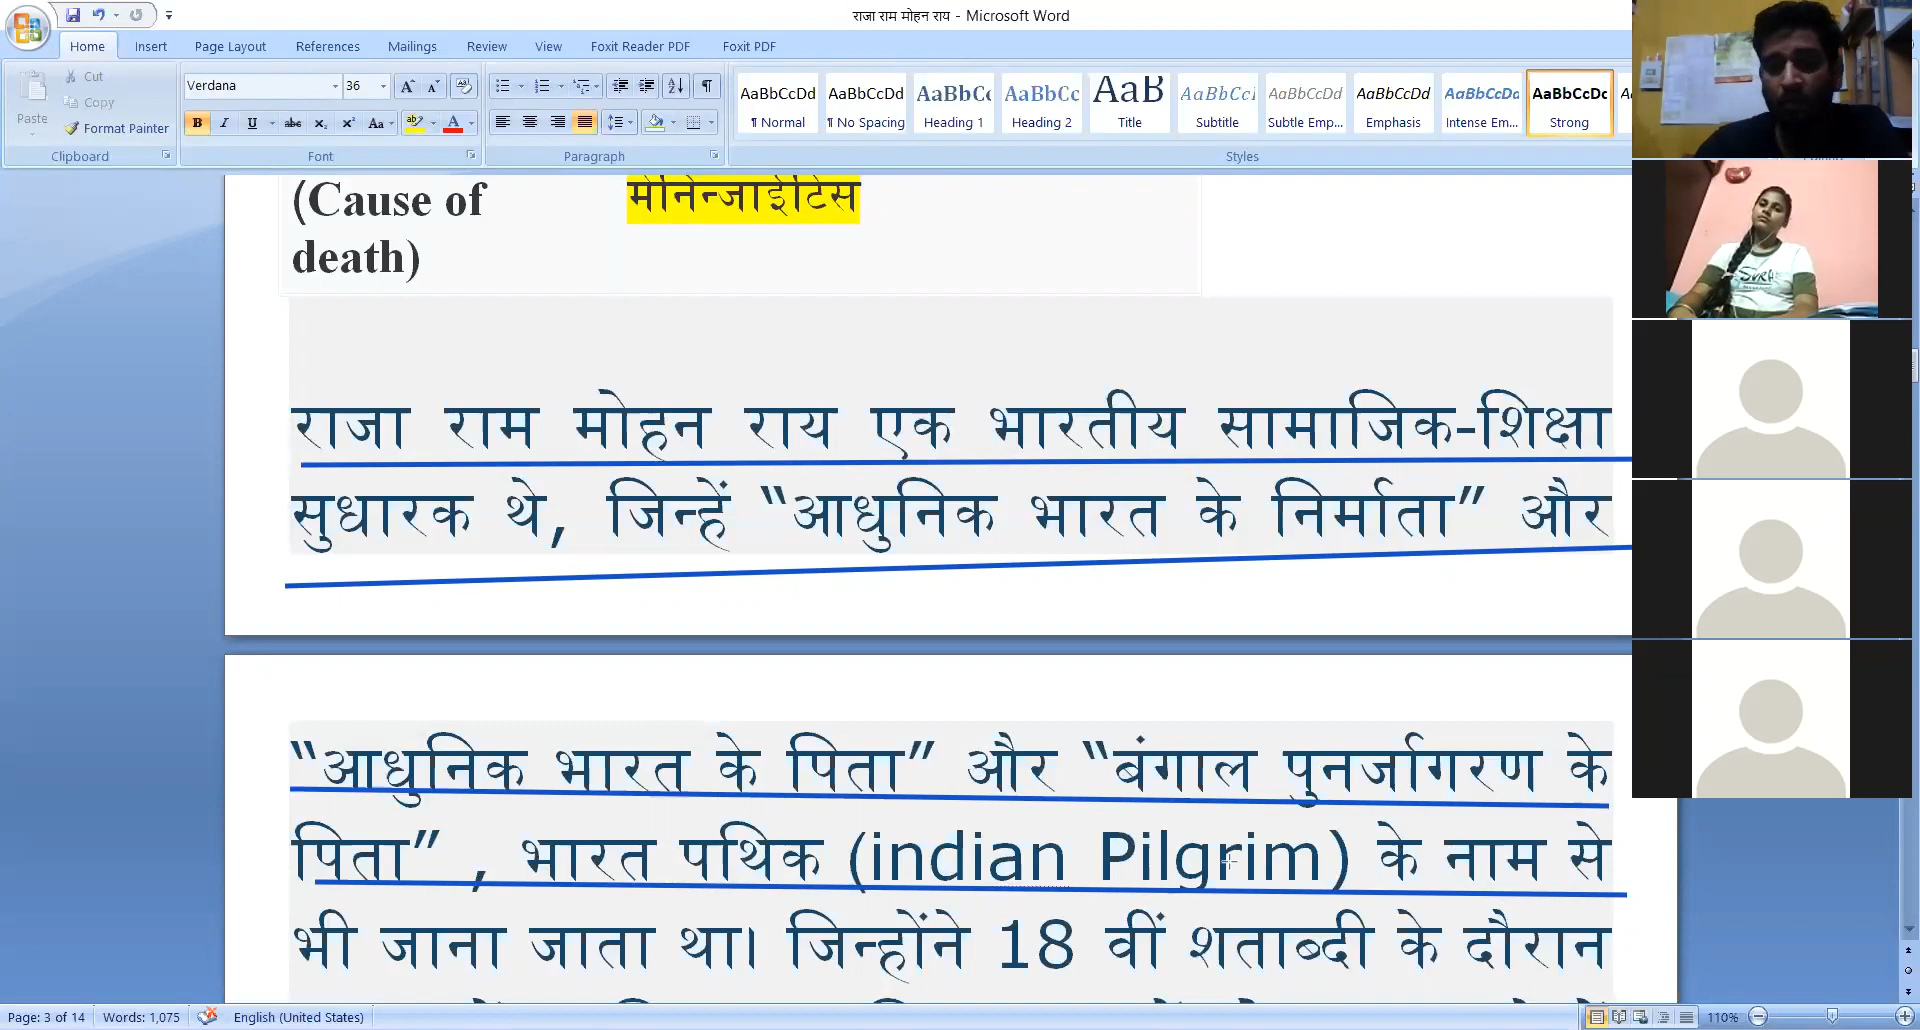 राजा राम मोहन राय - Microsoft Word
Home Insert Page Layout References Mailings Review View Foxit Reader PDF Foxit PDF
Cut
Copy
Paste
Format Painter
Clipboard
Verdana 36
Font
Paragraph
AaBbCcDd AaBbCcDd AaBbCc AaBbCc AaB AaBbCcI AaBbCcDd AaBbCcDd AaBbCcDd AaBbCcDc
¶ Normal ¶ No Spacing Heading 1 Heading 2 Title Subtitle Subtle Emp... Emphasis Intense Em... Strong
Styles
(Cause of
death)
मेनिन्जाईटिस
राजा राम मोहन राय एक भारतीय सामाजिक-शिक्षा
सुधारक थे, जिन्हें “आधुनिक भारत के निर्माता” और
“आधुनिक भारत के पिता” और “बंगाल पुनर्जागरण के
पिता” , भारत पथिक (indian Pilgrim) के नाम से
भी जाना जाता था। जिन्होंने 18 वीं शताब्दी के दौरान
Page: 3 of 14 Words: 1,075 English (United States) 110%